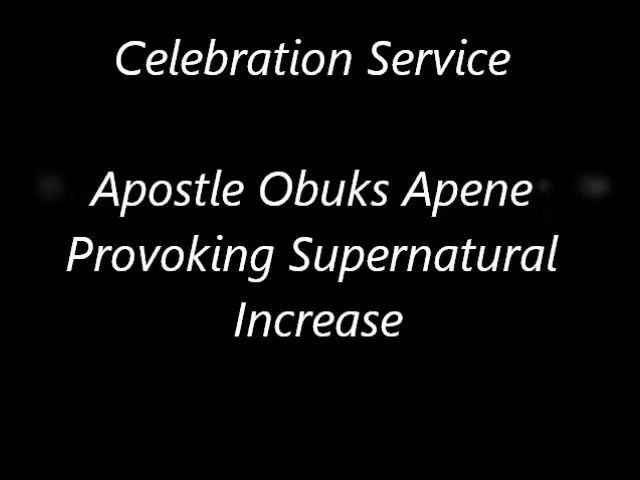 Celebration Service
Apostle Obuks Apene
Provoking Supernatural
Increase